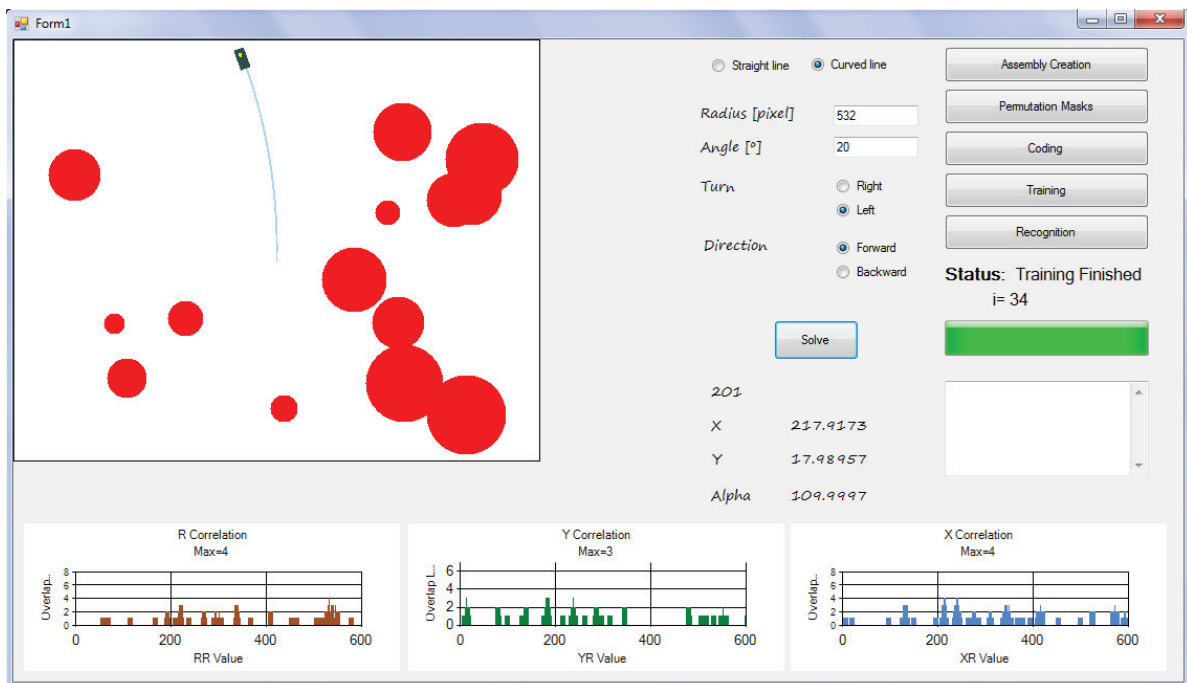 Form1
Straight line
Curved line
Radius [pixel]
532
Angle [º]
20
Turn
Right
Left
Direction
Forward
Backward
Solve
201
X 217.9173
Y 17.98957
Alpha 109.9997
Assembly Creation
Permutation Masks
Coding
Training
Recognition
Status: Training Finished
i= 34
R Correlation
Max=4
Overlap..
8
6
4
2
0
0 200 400 600
RR Value
Y Correlation
Max=3
Overlap L...
6
4
2
0
0 200 400 600
YR Value
X Correlation
Max=4
Overlap..
8
6
4
2
0
0 200 400 600
XR Value